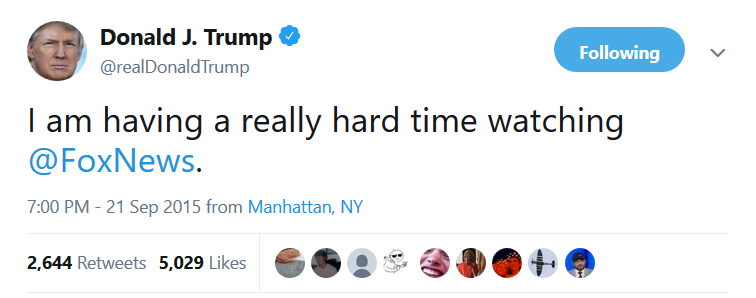 Donald J. Trump
@realDonaldTrump
Following
I am having a really hard time watching
@FoxNews.
7:00 PM - 21 Sep 2015 from Manhattan, NY
2,644 Retweets 5,029 Likes